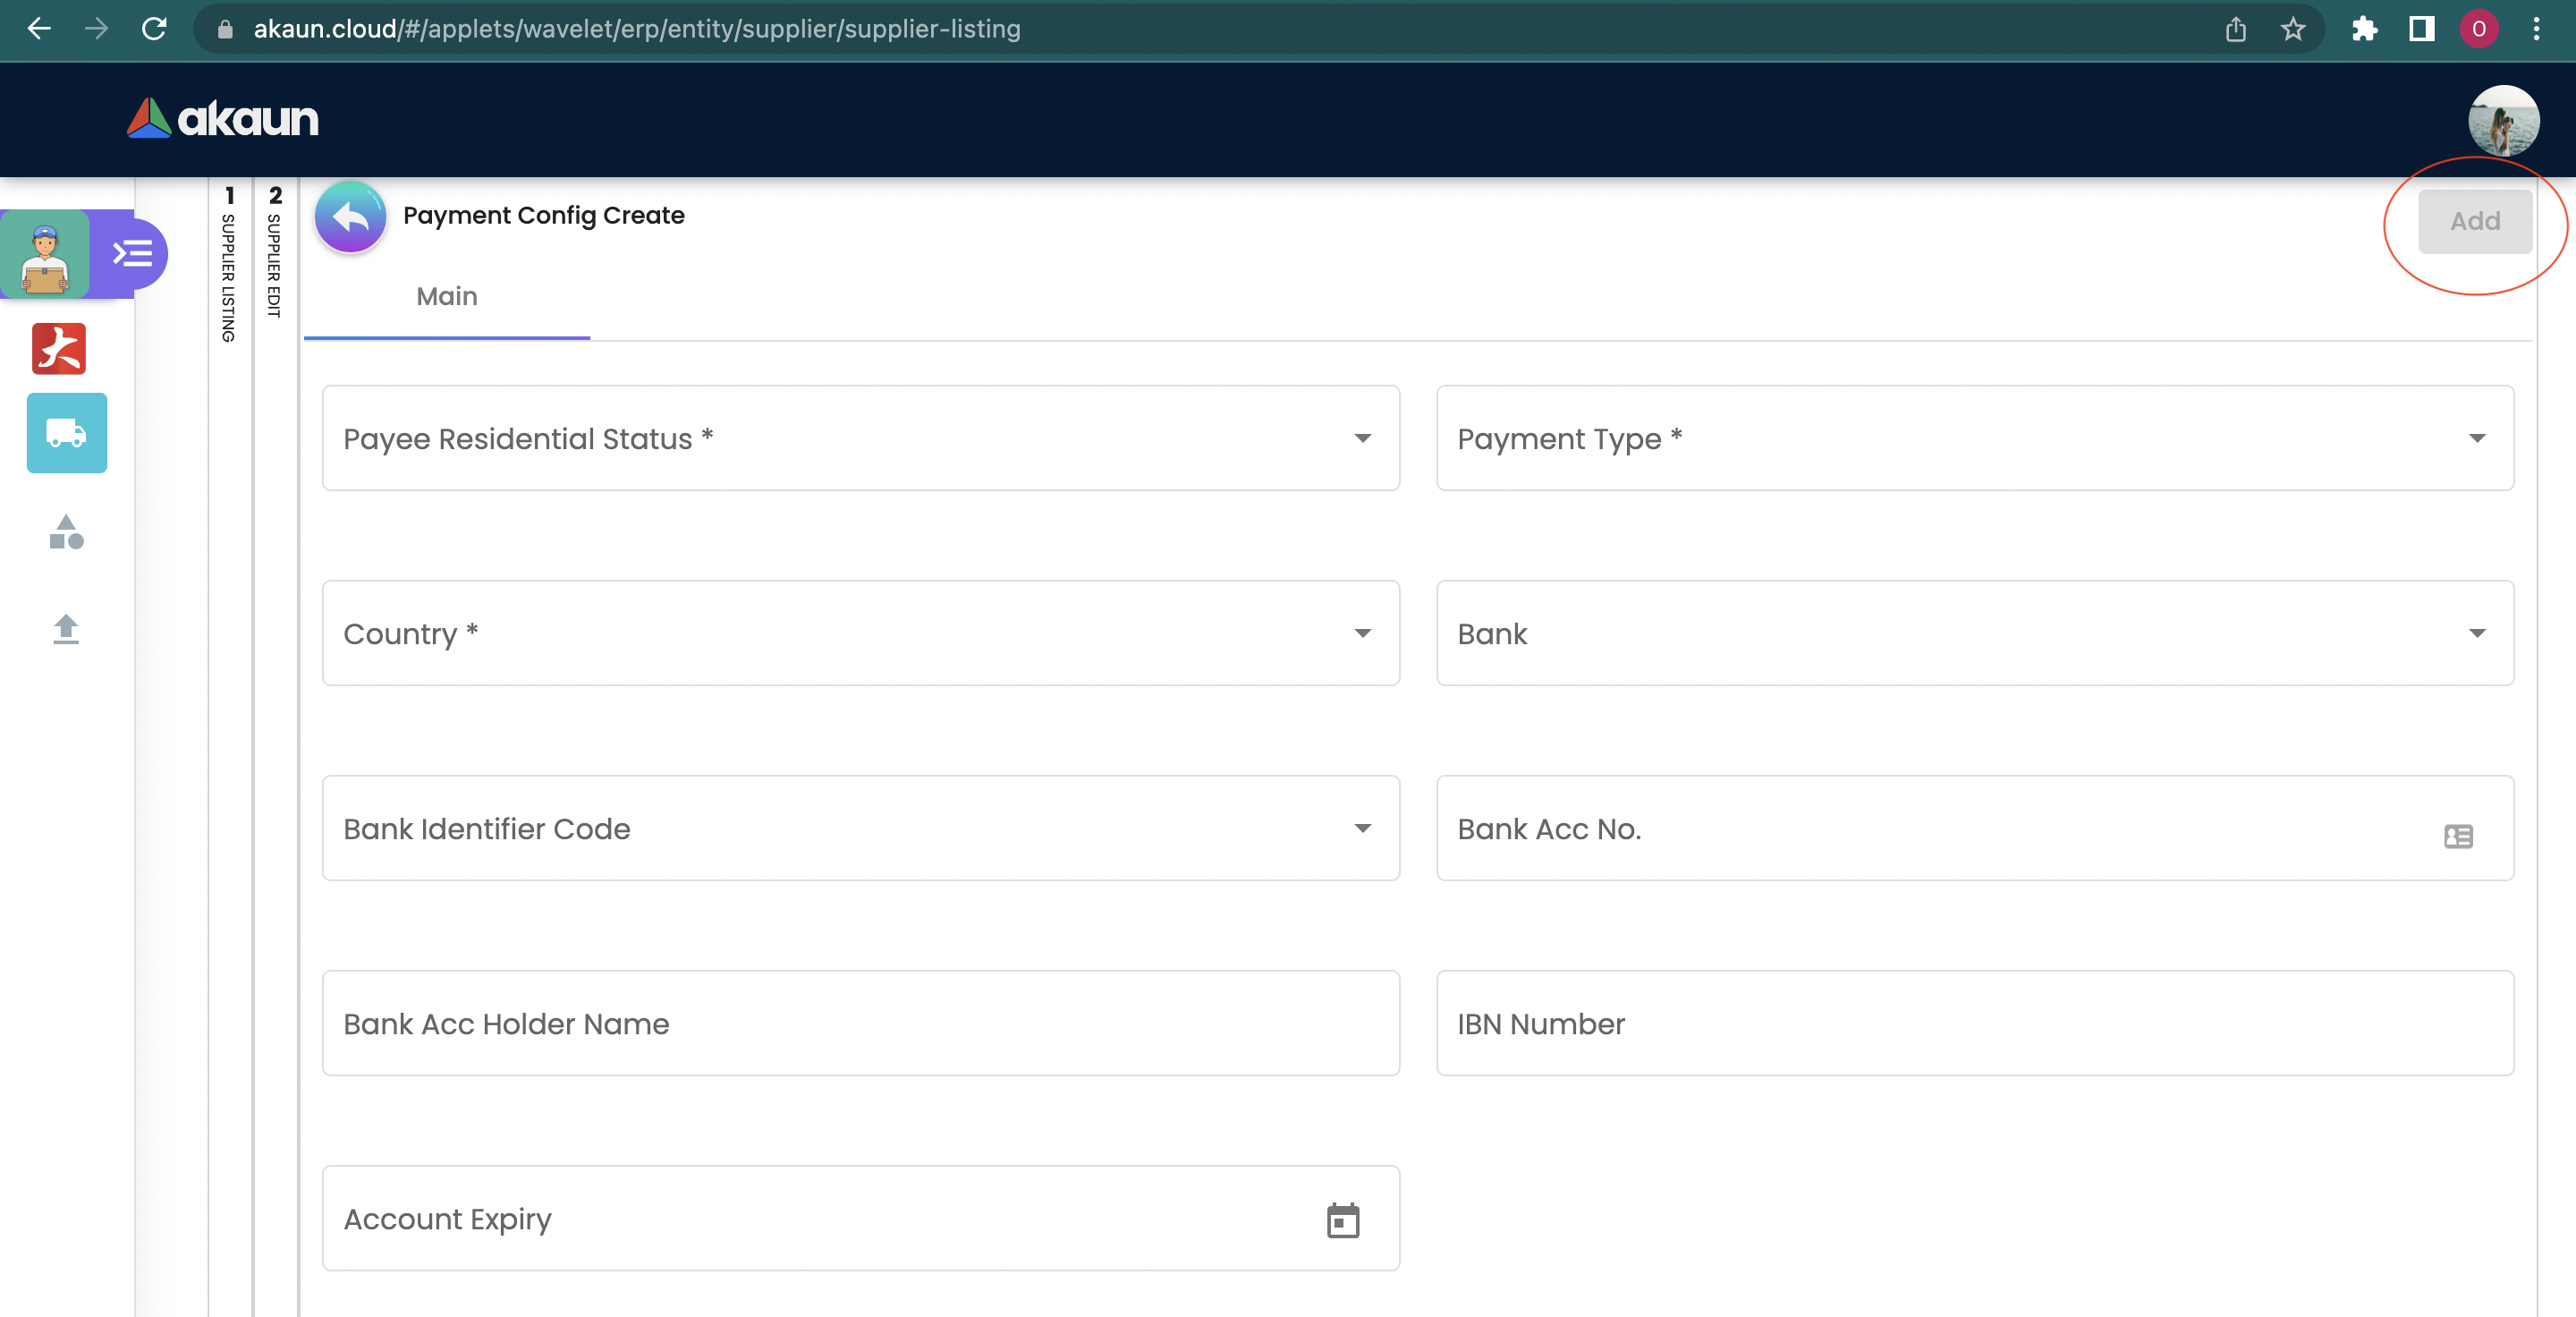 akaun.cloud/#/applets/wavelet/erp/entity/supplier/supplier-listing
O
akaun
1
SUPPLIER LISTING
2
SUPPLIER EDIT
Payment Config Create
Add
Main
Payee Residential Status *
Payment Type *
Country *
Bank
Bank Identifier Code
Bank Acc No.
Bank Acc Holder Name
IBN Number
Account Expiry